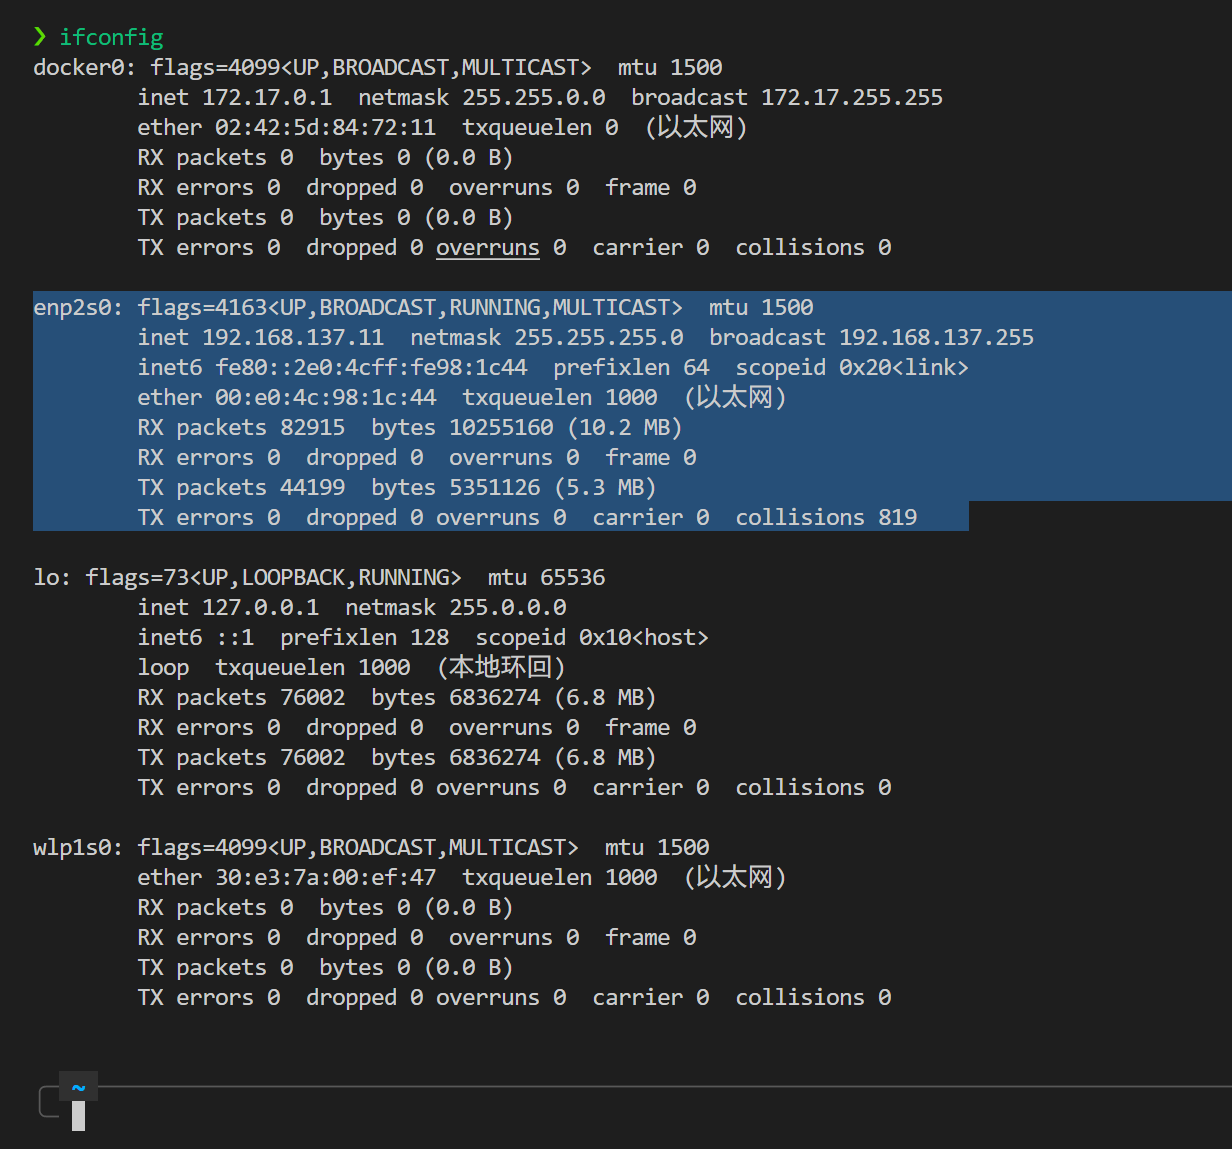 ❯ ifconfig
docker0: flags=4099<UP,BROADCAST,MULTICAST>  mtu 1500
        inet 172.17.0.1  netmask 255.255.0.0  broadcast 172.17.255.255
        ether 02:42:5d:84:72:11  txqueuelen 0  (以太网)
        RX packets 0  bytes 0 (0.0 B)
        RX errors 0  dropped 0  overruns 0  frame 0
        TX packets 0  bytes 0 (0.0 B)
        TX errors 0  dropped 0 overruns 0  carrier 0  collisions 0

enp2s0: flags=4163<UP,BROADCAST,RUNNING,MULTICAST>  mtu 1500
        inet 192.168.137.11  netmask 255.255.255.0  broadcast 192.168.137.255
        inet6 fe80::2e0:4cff:fe98:1c44  prefixlen 64  scopeid 0x20<link>
        ether 00:e0:4c:98:1c:44  txqueuelen 1000  (以太网)
        RX packets 82915  bytes 10255160 (10.2 MB)
        RX errors 0  dropped 0  overruns 0  frame 0
        TX packets 44199  bytes 5351126 (5.3 MB)
        TX errors 0  dropped 0 overruns 0  carrier 0  collisions 819

lo: flags=73<UP,LOOPBACK,RUNNING>  mtu 65536
        inet 127.0.0.1  netmask 255.0.0.0
        inet6 ::1  prefixlen 128  scopeid 0x10<host>
        loop  txqueuelen 1000  (本地环回)
        RX packets 76002  bytes 6836274 (6.8 MB)
        RX errors 0  dropped 0  overruns 0  frame 0
        TX packets 76002  bytes 6836274 (6.8 MB)
        TX errors 0  dropped 0 overruns 0  carrier 0  collisions 0

wlp1s0: flags=4099<UP,BROADCAST,MULTICAST>  mtu 1500
        ether 30:e3:7a:00:ef:47  txqueuelen 1000  (以太网)
        RX packets 0  bytes 0 (0.0 B)
        RX errors 0  dropped 0  overruns 0  frame 0
        TX packets 0  bytes 0 (0.0 B)
        TX errors 0  dropped 0 overruns 0  carrier 0  collisions 0

~